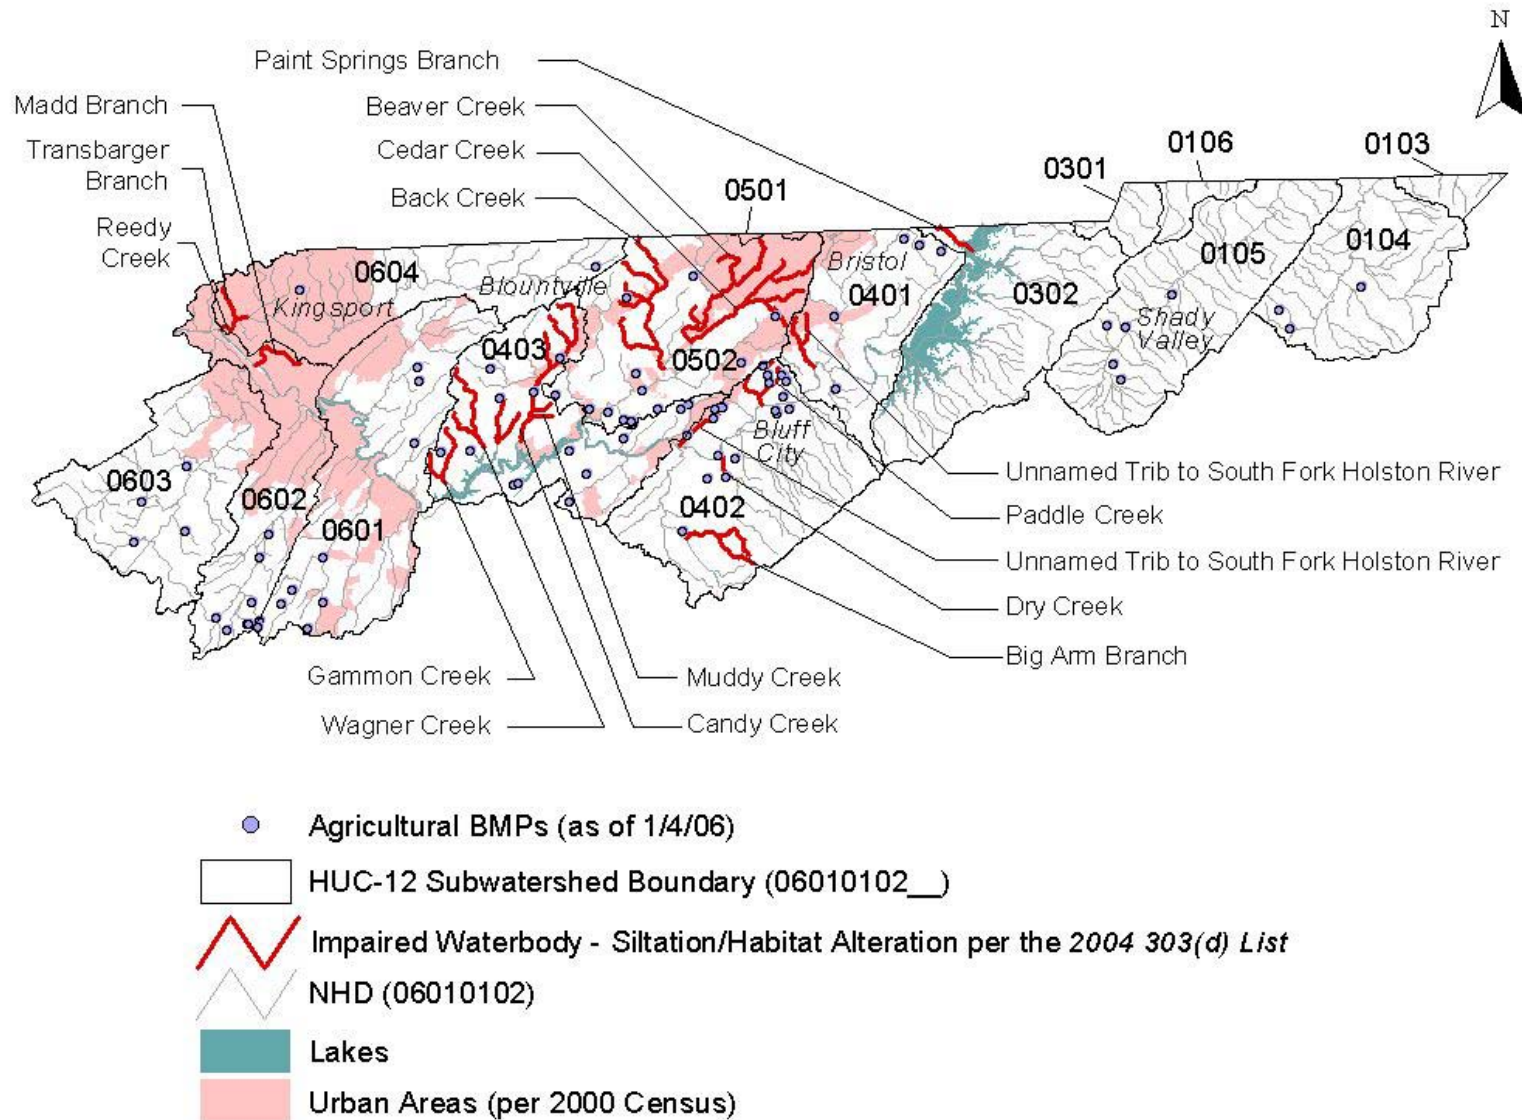 N
Paint Springs Branch
Madd Branch
Beaver Creek
Transbarger
Branch
Cedar Creek
Back Creek
Reedy
Creek
0501
0301
0106
0103
0604
Kingsport
Blountville
Bristol
0401
0302
0105
0104
Shady
Valley
0403
0502
Bluff
City
0603
0602
0601
0402
Unnamed Trib to South Fork Holston River
Paddle Creek
Unnamed Trib to South Fork Holston River
Dry Creek
Big Arm Branch
Gammon Creek
Muddy Creek
Wagner Creek
Candy Creek
Agricultural BMPs (as of 1/4/06)
HUC-12 Subwatershed Boundary (06010102__)
Impaired Waterbody - Siltation/Habitat Alteration per the 2004 303(d) List
NHD (06010102)
Lakes
Urban Areas (per 2000 Census)